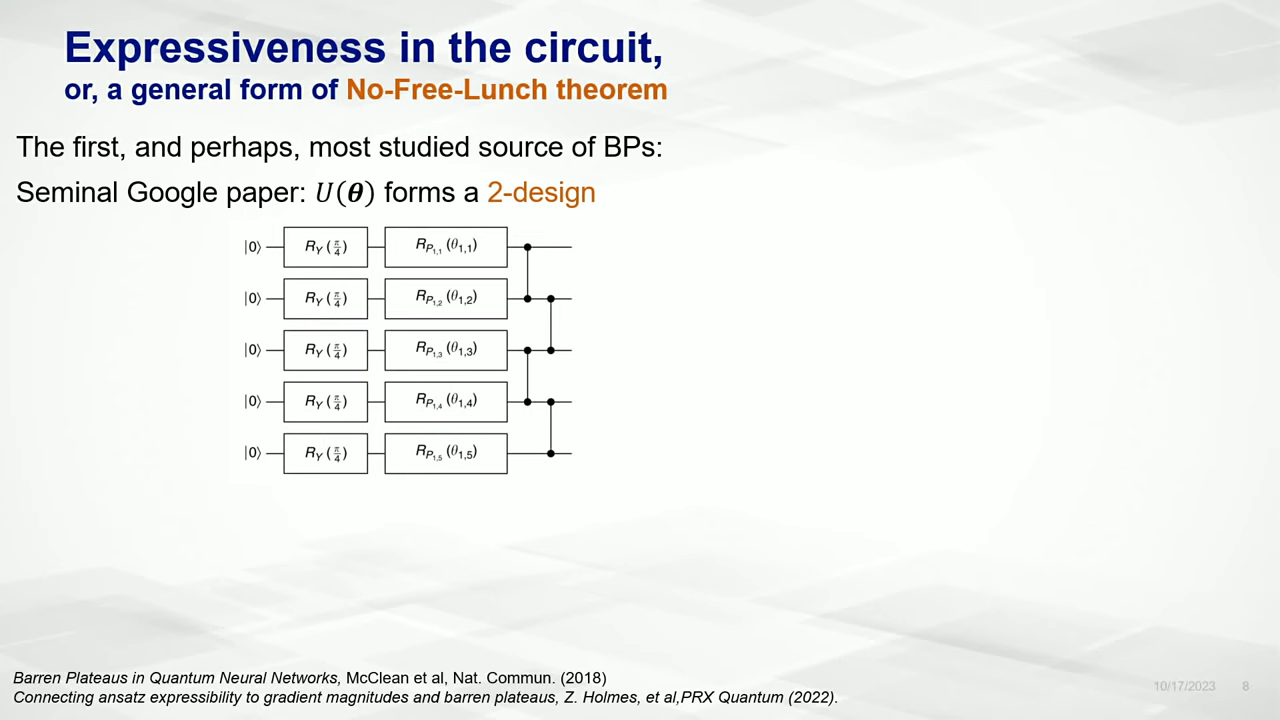 Expressiveness in the circuit,
or, a general form of No-Free-Lunch theorem
The first, and perhaps, most studied source of BPs:
Seminal Google paper: U(θ) forms a 2-design
|0⟩ R_Y(π/4) R_{P_{1,1}}(θ_{1,1})
|0⟩ R_Y(π/4) R_{P_{1,2}}(θ_{1,2})
|0⟩ R_Y(π/4) R_{P_{1,3}}(θ_{1,3})
|0⟩ R_Y(π/4) R_{P_{1,4}}(θ_{1,4})
|0⟩ R_Y(π/4) R_{P_{1,5}}(θ_{1,5})
Barren Plateaus in Quantum Neural Networks, McClean et al, Nat. Commun. (2018)
Connecting ansatz expressibility to gradient magnitudes and barren plateaus, Z. Holmes, et al,PRX Quantum (2022).
10/17/2023 8